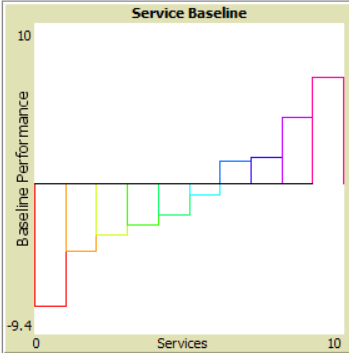 Service Baseline
10
Baseline Performance
-9.4
0 Services 10